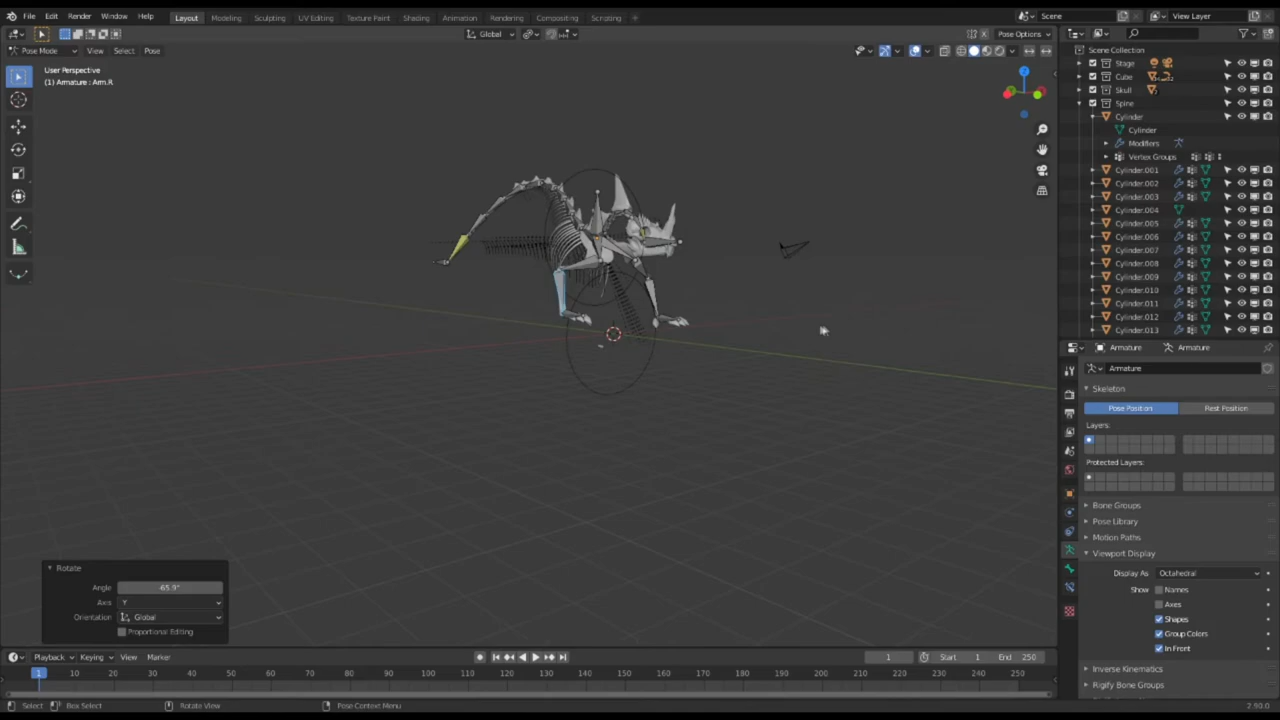 File Edit Render Window Help Layout Modeling Sculpting UV Editing Texture Paint Shading Animation Rendering Compositing Scripting + Scene View Layer
Global Pose Options
Pose Mode View Select Pose
User Perspective
(1) Armature : Arm.R
Z
Scene Collection
Stage
Cube
Skull
Spine
Cylinder
Cylinder
Modifiers
Vertex Groups
Cylinder.001
Cylinder.002
Cylinder.003
Cylinder.004
Cylinder.005
Cylinder.006
Cylinder.007
Cylinder.008
Cylinder.009
Cylinder.010
Cylinder.011
Cylinder.012
Cylinder.013
Armature Armature
Armature
Skeleton
Pose Position Rest Position
Layers:
Protected Layers:
Bone Groups
Pose Library
Motion Paths
Viewport Display
Display As Octahedral
Show Names
Axes
Shapes
Group Colors
In Front
Inverse Kinematics
Rigify Bone Groups
Rotate
Angle -65.9°
Axis Y
Orientation Global
Proportional Editing
Playback Keying View Marker 1 Start 1 End 250
1 10 20 30 40 50 60 70 80 90 100 110 120 130 140 150 160 170 180 190 200 210 220 230 240 250
Select Box Select Rotate View Pose Context Menu 2.90.0